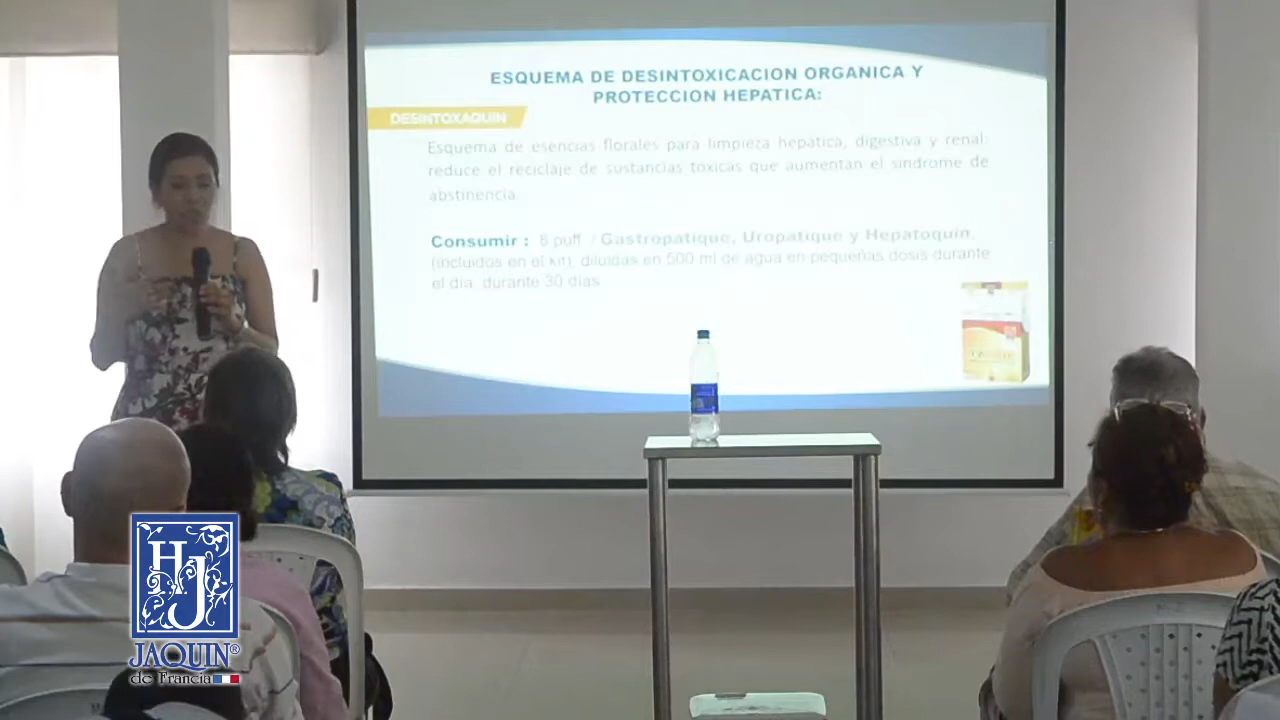 ESQUEMA DE DESINTOXICACION ORGANICA Y
PROTECCION HEPATICA:
DESINTOXAQUIN
Esquema de esencias florales para limpieza hepática, digestiva y renal:
reduce el reciclaje de sustancias toxicas que aumentan el síndrome de
abstinencia.
Consumir : 8 puff / Gastropatique, Uropatique y Hepatoquin,
(incluidos en el kit), diluidas en 500 ml de agua en pequeñas dosis durante
el día, durante 30 días
HJ
JAQUIN®
de Francia